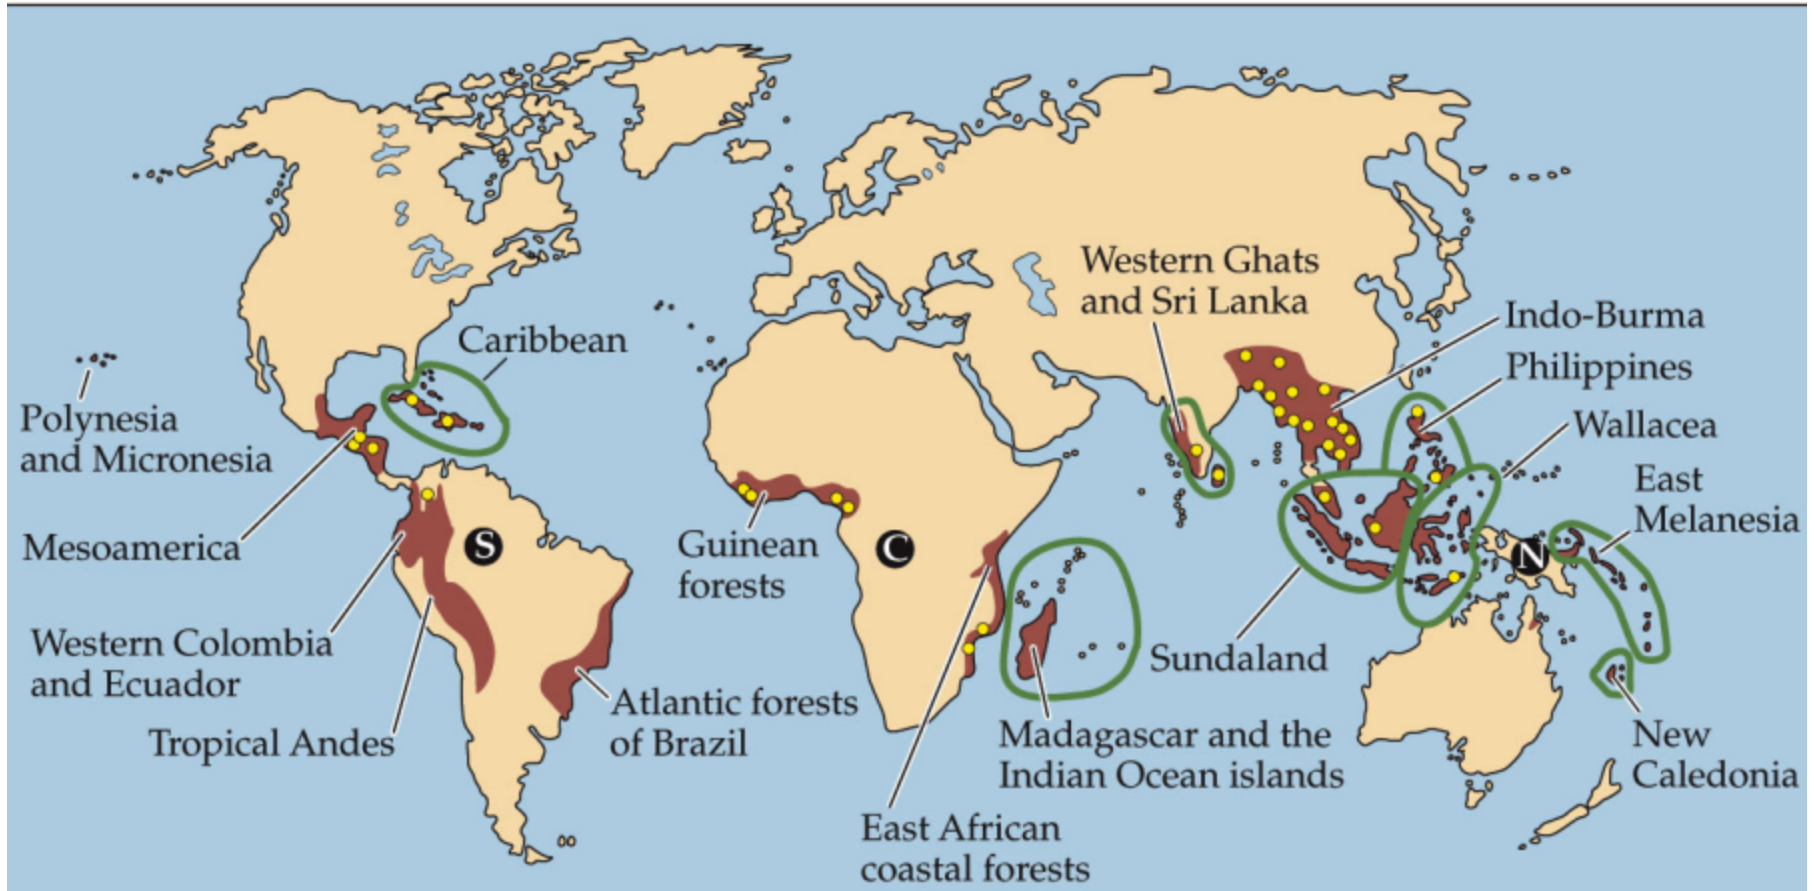 Western Ghats
and Sri Lanka
Indo-Burma
Caribbean
Philippines
Polynesia
and Micronesia
Wallacea
East
Melanesia
Mesoamerica
S
Guinean
forests
C
N
Western Colombia
and Ecuador
Sundaland
Tropical Andes
Atlantic forests
of Brazil
Madagascar and the
Indian Ocean islands
New
Caledonia
East African
coastal forests